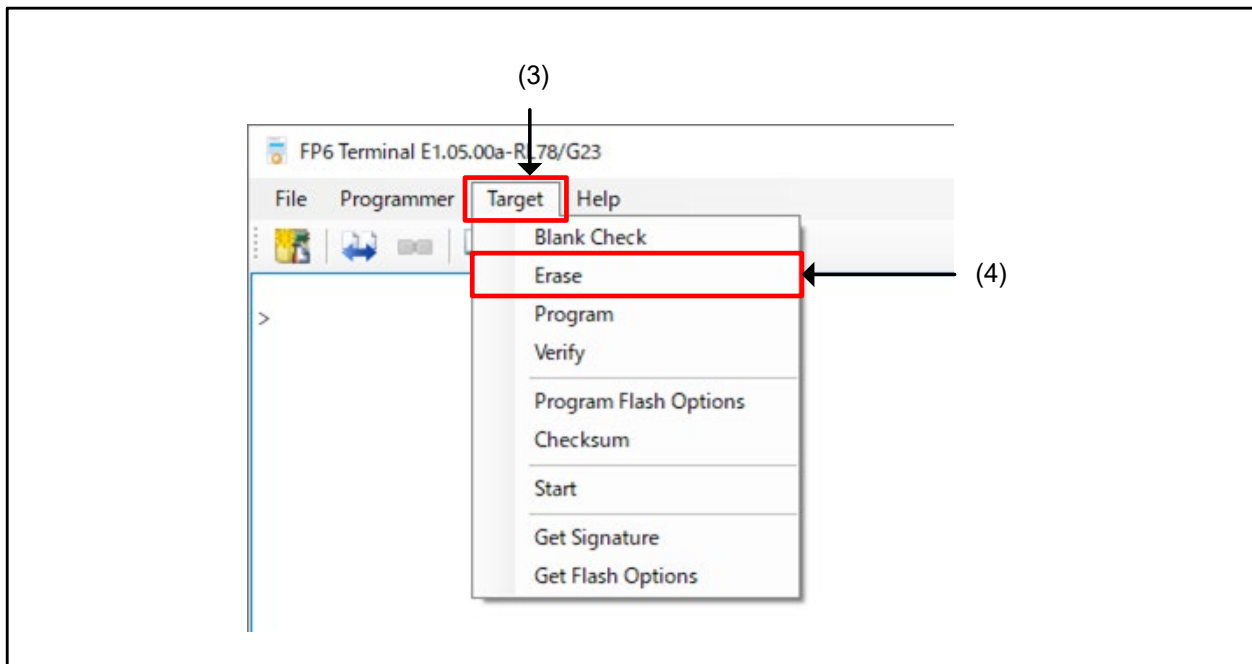 (3)
FP6 Terminal E1.05.00a-RL78/G23
File Programmer Target Help
Blank Check
Erase
(4)
>
Program
Verify
Program Flash Options
Checksum
Start
Get Signature
Get Flash Options